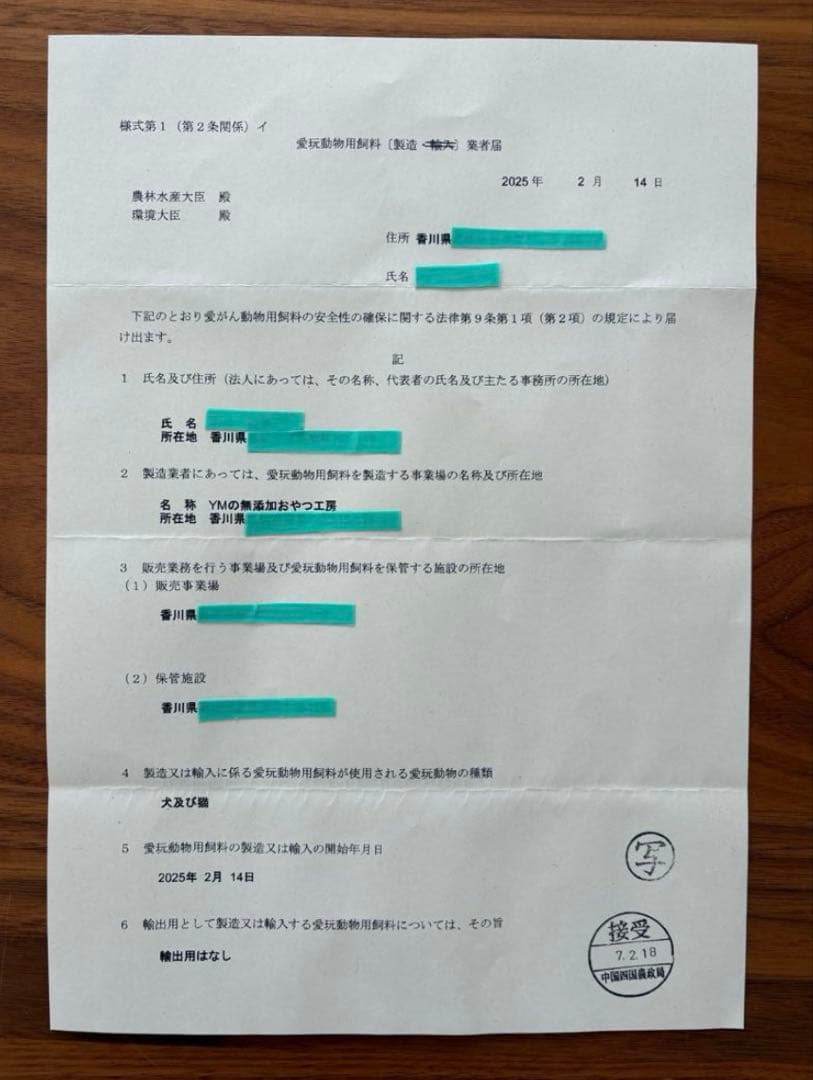 様式第1(第2条関係)イ
愛玩動物用飼料〔製造・輸入〕業者届
2025年 2月 14日
農林水産大臣 殿
環境大臣 殿
住所 香川県
氏名
下記のとおり愛がん動物用飼料の安全性の確保に関する法律第9条第1項(第2項)の規定により届
け出ます。
記
1 氏名及び住所(法人にあっては、その名称、代表者の氏名及び主たる事務所の所在地)
氏 名
所在地 香川県
2 製造業者にあっては、愛玩動物用飼料を製造する事業場の名称及び所在地
名 称 YMの無添加おやつ工房
所在地 香川県
3 販売業務を行う事業場及び愛玩動物用飼料を保管する施設の所在地
(1)販売事業場
香川県
(2)保管施設
香川県
4 製造又は輸入に係る愛玩動物用飼料が使用される愛玩動物の種類
犬及び猫
5 愛玩動物用飼料の製造又は輸入の開始年月日
2025年 2月 14日
写
6 輸出用として製造又は輸入する愛玩動物用飼料については、その旨
輸出用はなし
接受
7.2.18
中国四国農政局